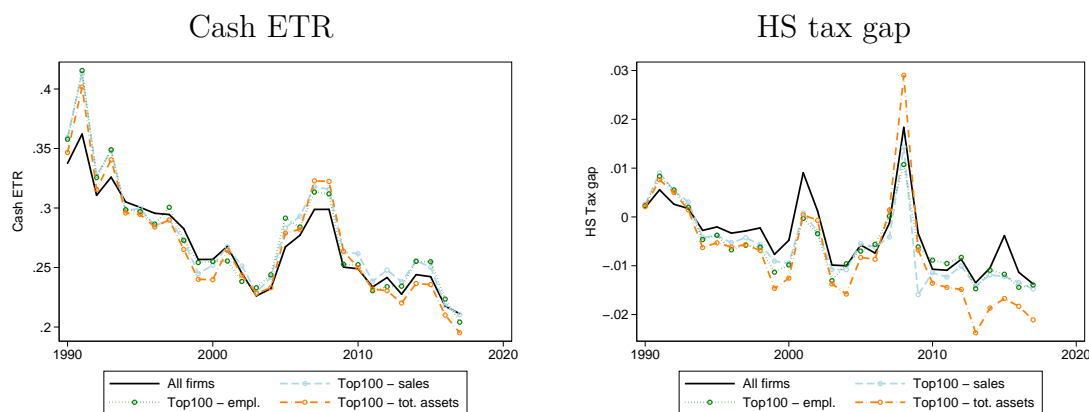 Cash ETR
HS tax gap
.4
.35
.3
.25
.2
Cash ETR
1990
2000
2010
2020
All firms
Top100 – sales
Top100 – empl.
Top100 – tot. assets
.03
.02
.01
0
-.01
-.02
HS Tax gap
1990
2000
2010
2020
All firms
Top100 – sales
Top100 – empl.
Top100 – tot. assets